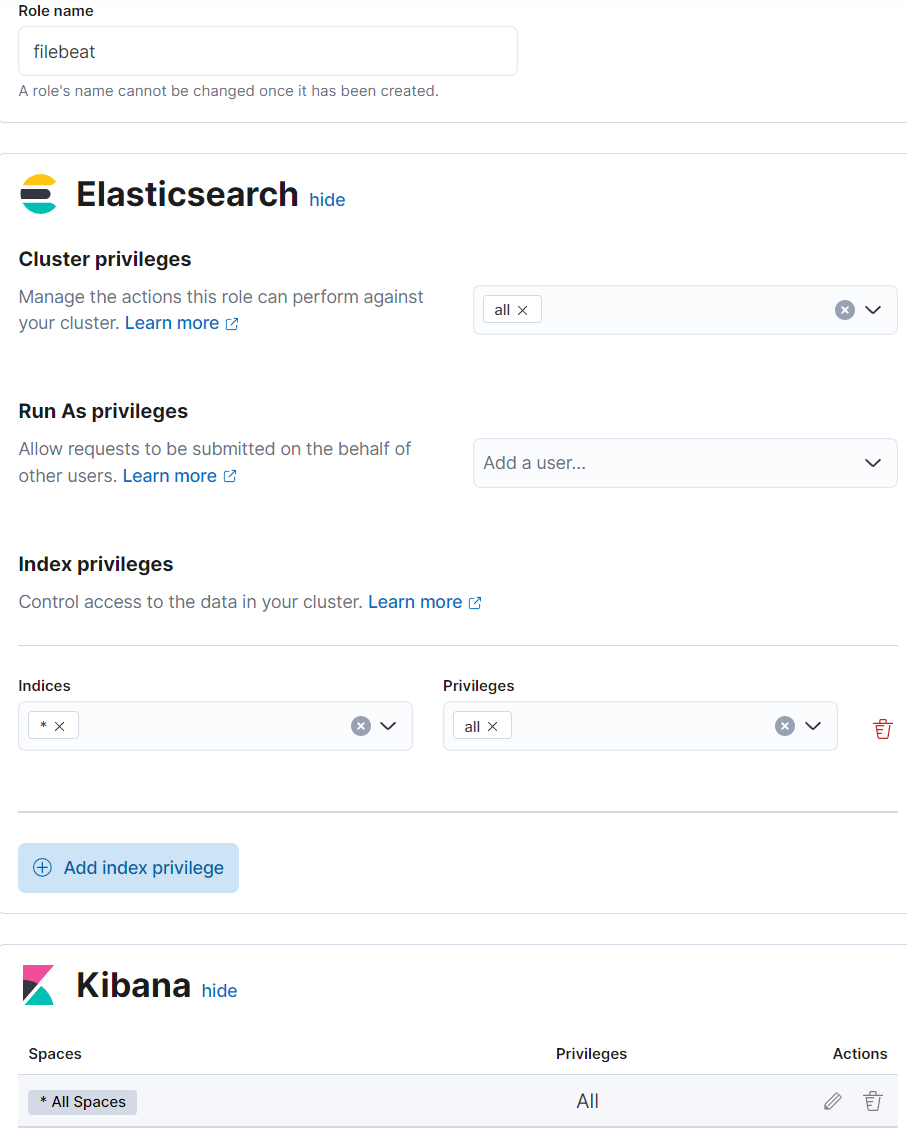 Role name
filebeat
A role's name cannot be changed once it has been created.
Elasticsearch hide
Cluster privileges
Manage the actions this role can perform against
your cluster. Learn more
all
Run As privileges
Allow requests to be submitted on the behalf of
other users. Learn more
Add a user...
Index privileges
Control access to the data in your cluster. Learn more
Indices Privileges
* all
Add index privilege
Kibana hide
Spaces Privileges Actions
* All Spaces All